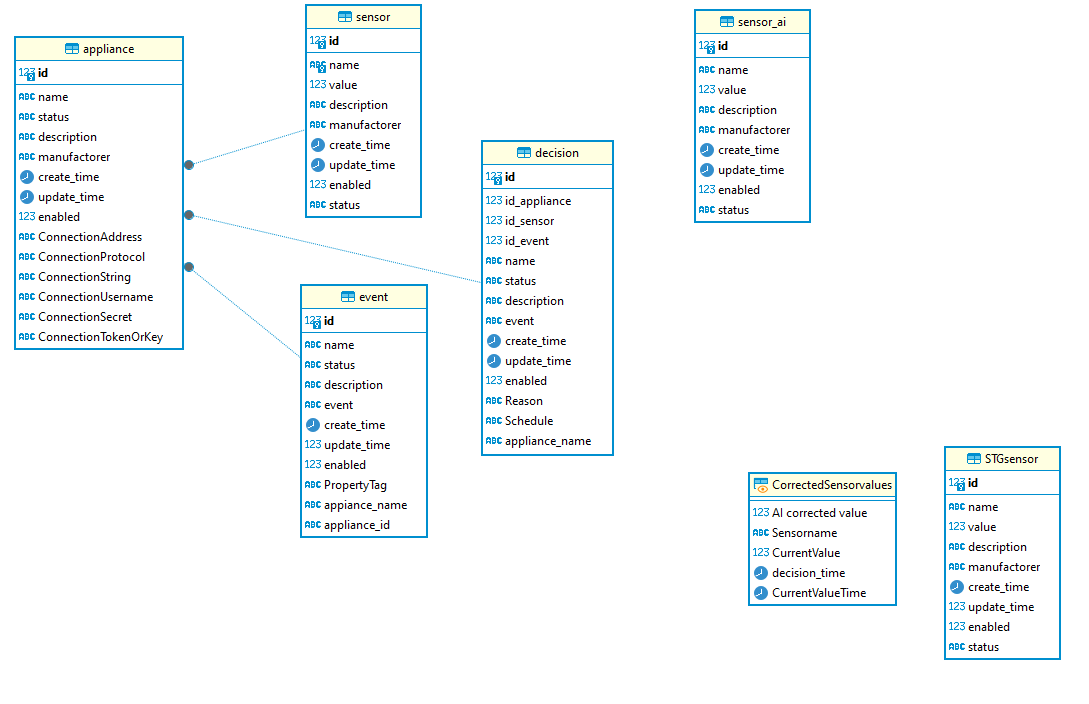 appliance
123 id
ABC name
ABC status
ABC description
ABC manufactorer
create_time
update_time
123 enabled
ABC ConnectionAddress
ABC ConnectionProtocol
ABC ConnectionString
ABC ConnectionUsername
ABC ConnectionSecret
ABC ConnectionTokenOrKey
sensor
123 id
ABC name
123 value
ABC description
ABC manufactorer
create_time
update_time
123 enabled
ABC status
event
123 id
ABC name
ABC status
ABC description
ABC event
create_time
123 update_time
123 enabled
ABC PropertyTag
ABC appiance_name
ABC appliance_id
decision
123 id
123 id_appliance
123 id_sensor
123 id_event
ABC name
ABC status
ABC description
ABC event
create_time
update_time
123 enabled
ABC Reason
ABC Schedule
ABC appliance_name
sensor_ai
123 id
ABC name
123 value
ABC description
ABC manufactorer
create_time
update_time
123 enabled
ABC status
CorrectedSensorvalues
123 AI corrected value
ABC Sensorname
123 CurrentValue
decision_time
CurrentValueTime
STGsensor
123 id
ABC name
123 value
ABC description
ABC manufactorer
create_time
123 update_time
123 enabled
ABC status